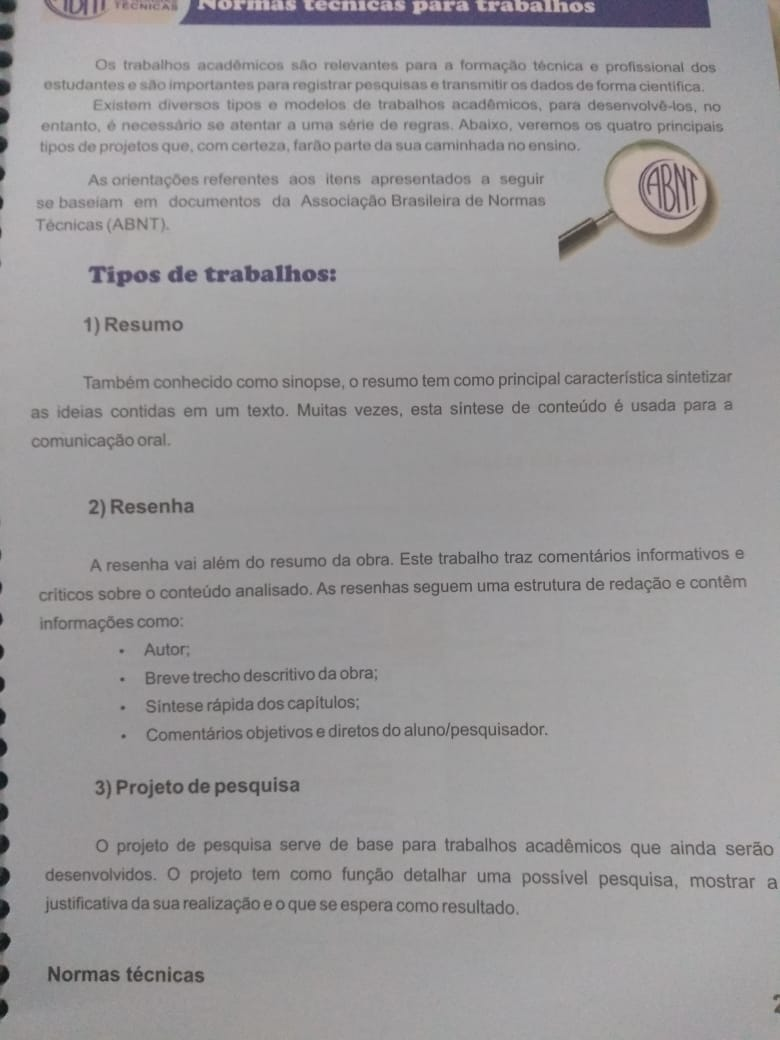 TÉCNICAS
Normas técnicas para trabalhos
Os trabalhos acadêmicos são relevantes para a formação técnica e profissional dos
estudantes e são importantes para registrar pesquisas e transmitir os dados de forma científica.
Existem diversos tipos e modelos de trabalhos acadêmicos, para desenvolvê-los, no
entanto, é necessário se atentar a uma série de regras. Abaixo, veremos os quatro principais
tipos de projetos que, com certeza, farão parte da sua caminhada no ensino.
As orientações referentes aos itens apresentados a seguir
se baseiam em documentos da Associação Brasileira de Normas
Técnicas (ABNT).
ABNT
Tipos de trabalhos:
1) Resumo
Também conhecido como sinopse, o resumo tem como principal característica sintetizar
as ideias contidas em um texto. Muitas vezes, esta síntese de conteúdo é usada para a
comunicação oral.
2) Resenha
A resenha vai além do resumo da obra. Este trabalho traz comentários informativos e
críticos sobre o conteúdo analisado. As resenhas seguem uma estrutura de redação e contêm
informações como:
• Autor;
• Breve trecho descritivo da obra;
• Síntese rápida dos capítulos;
• Comentários objetivos e diretos do aluno/pesquisador.
3) Projeto de pesquisa
O projeto de pesquisa serve de base para trabalhos acadêmicos que ainda serão
desenvolvidos. O projeto tem como função detalhar uma possível pesquisa, mostrar a
justificativa da sua realização e o que se espera como resultado.
Normas técnicas